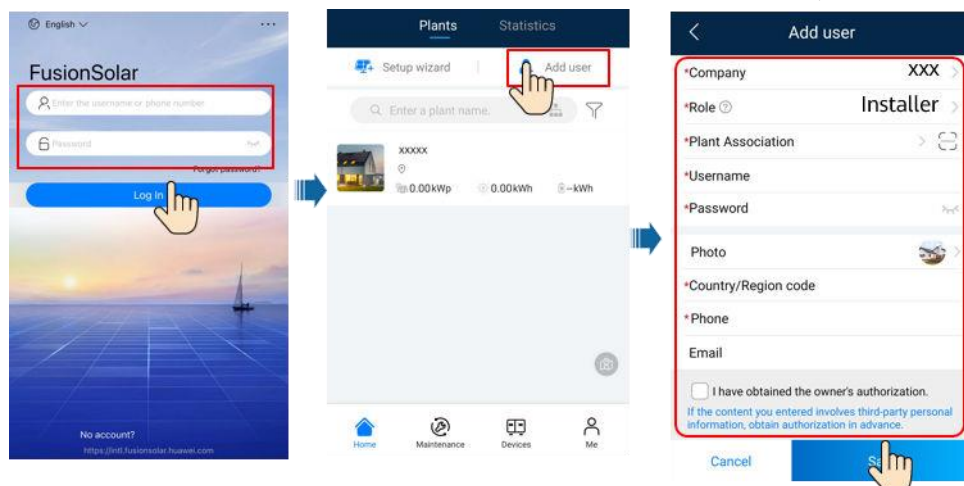 English
FusionSolar
Enter the username or phone number
Password
Forgot password?
Log in
No account?
https://intl.fusionsolar.huawei.com
Plants Statistics
Setup wizard Add user
Enter a plant name.
xxxxx
0.00kWp 0.00kWh --kWh
Home Maintenance Devices Me
Add user
*Company XXX
*Role Installer
*Plant Association
*Username
*Password
Photo
*Country/Region code
*Phone
Email
I have obtained the owner's authorization.
If the content you entered involves third-party personal
information, obtain authorization in advance.
Cancel